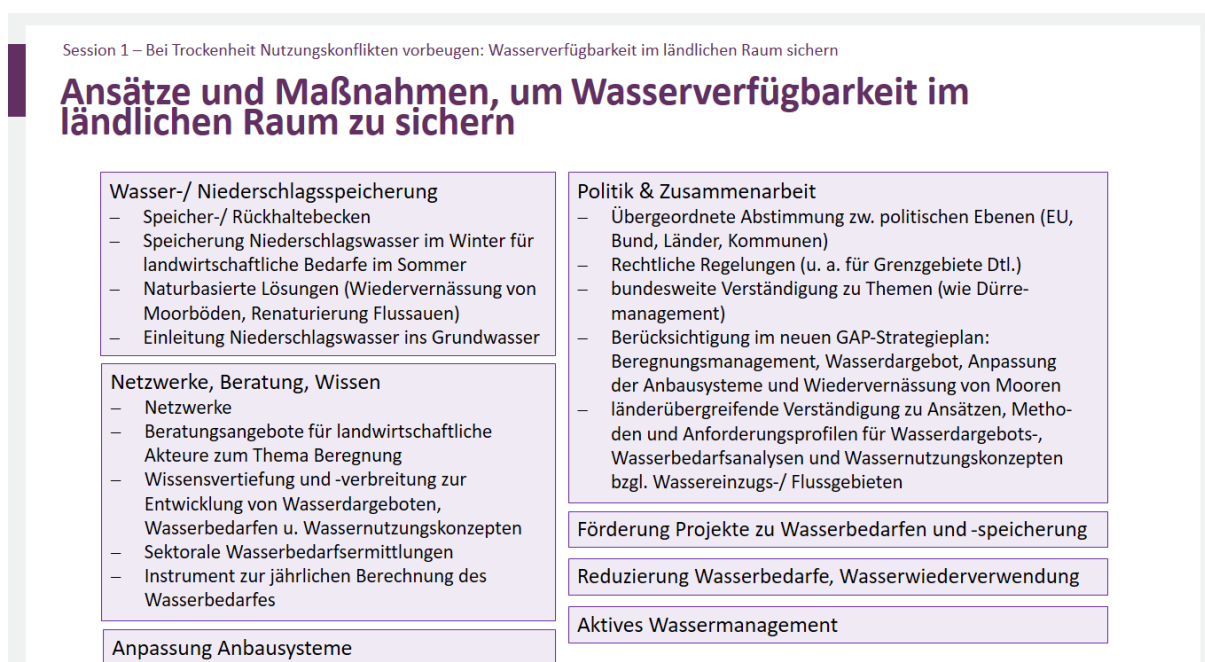 Session 1 – Bei Trockenheit Nutzungskonflikten vorbeugen: Wasserverfügbarkeit im ländlichen Raum sichern
Ansätze und Maßnahmen, um Wasserverfügbarkeit im
ländlichen Raum zu sichern
Wasser-/ Niederschlagsspeicherung
– Speicher-/ Rückhaltebecken
– Speicherung Niederschlagswasser im Winter für
landwirtschaftliche Bedarfe im Sommer
– Naturbasierte Lösungen (Wiedervernässung von
Moorböden, Renaturierung Flussauen)
– Einleitung Niederschlagswasser ins Grundwasser
Netzwerke, Beratung, Wissen
– Netzwerke
– Beratungsangebote für landwirtschaftliche
Akteure zum Thema Beregnung
– Wissensvertiefung und -verbreitung zur
Entwicklung von Wasserdargeboten,
Wasserbedarfen u. Wassernutzungskonzepten
– Sektorale Wasserbedarfsermittlungen
– Instrument zur jährlichen Berechnung des
Wasserbedarfes
Anpassung Anbausysteme
Politik & Zusammenarbeit
– Übergeordnete Abstimmung zw. politischen Ebenen (EU,
Bund, Länder, Kommunen)
– Rechtliche Regelungen (u. a. für Grenzgebiete Dtl.)
– bundesweite Verständigung zu Themen (wie Dürre-
management)
– Berücksichtigung im neuen GAP-Strategieplan:
Beregnungsmanagement, Wasserdargebot, Anpassung
der Anbausysteme und Wiedervernässung von Mooren
– länderübergreifende Verständigung zu Ansätzen, Metho-
den und Anforderungsprofilen für Wasserdargebots-,
Wasserbedarfsanalysen und Wassernutzungskonzepten
bzgl. Wassereinzugs-/ Flussgebieten
Förderung Projekte zu Wasserbedarfen und -speicherung
Reduzierung Wasserbedarfe, Wasserwiederverwendung
Aktives Wassermanagement